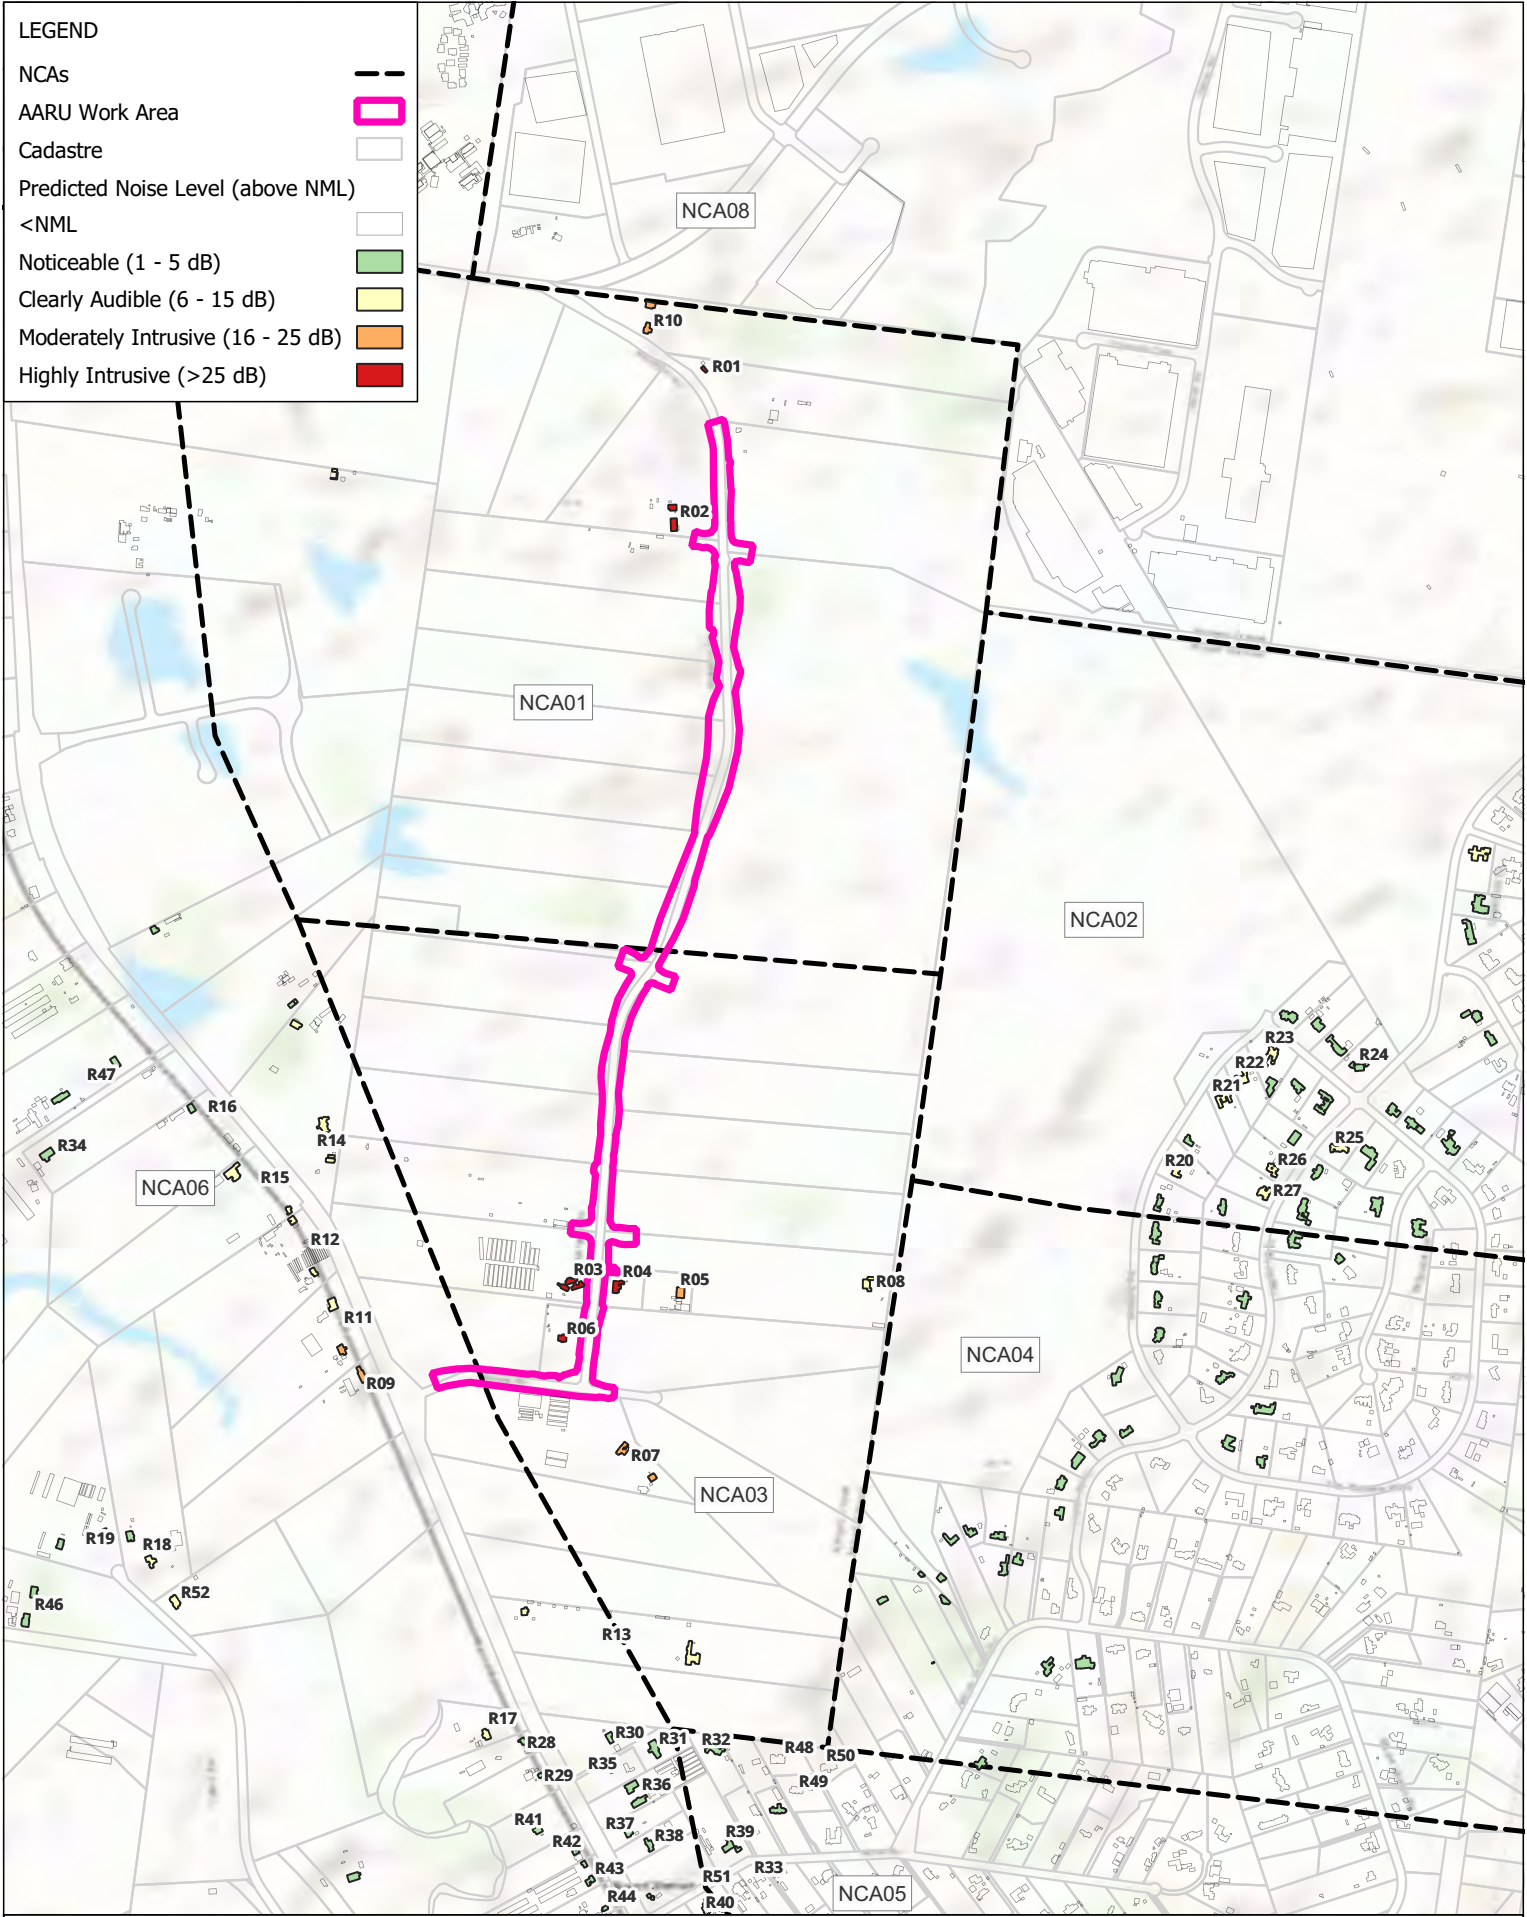 LEGEND
NCAs
AARU Work Area
Cadastre
Predicted Noise Level (above NML)
<NML
Noticeable (1 - 5 dB)
Clearly Audible (6 - 15 dB)
Moderately Intrusive (16 - 25 dB)
Highly Intrusive (>25 dB)
NCA08
R10
R01
R02
NCA01
NCA02
R23
R24
R22
R47
R21
R16
R34
R14
R25
R20
R26
R15
NCA06
R27
R12
R03
R04
R05
R08
R11
R06
NCA04
R09
R07
NCA03
R19
R18
R52
R46
R13
R17
R28
R30
R31
R32
R48
R50
R35
R29
R36
R49
R41
R37
R38
R39
R42
R43
R33
R51
R44
R40
NCA05